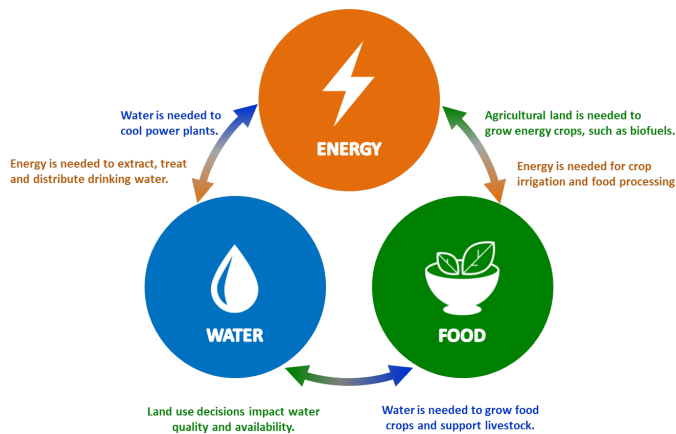 Water is needed to
cool power plants.
Agricultural land is needed to
grow energy crops, such as biofuels.
ENERGY
Energy is needed to extract, treat
and distribute drinking water.
Energy is needed for crop
irrigation and food processing
WATER
FOOD
Land use decisions impact water
quality and availability.
Water is needed to grow food
crops and support livestock.